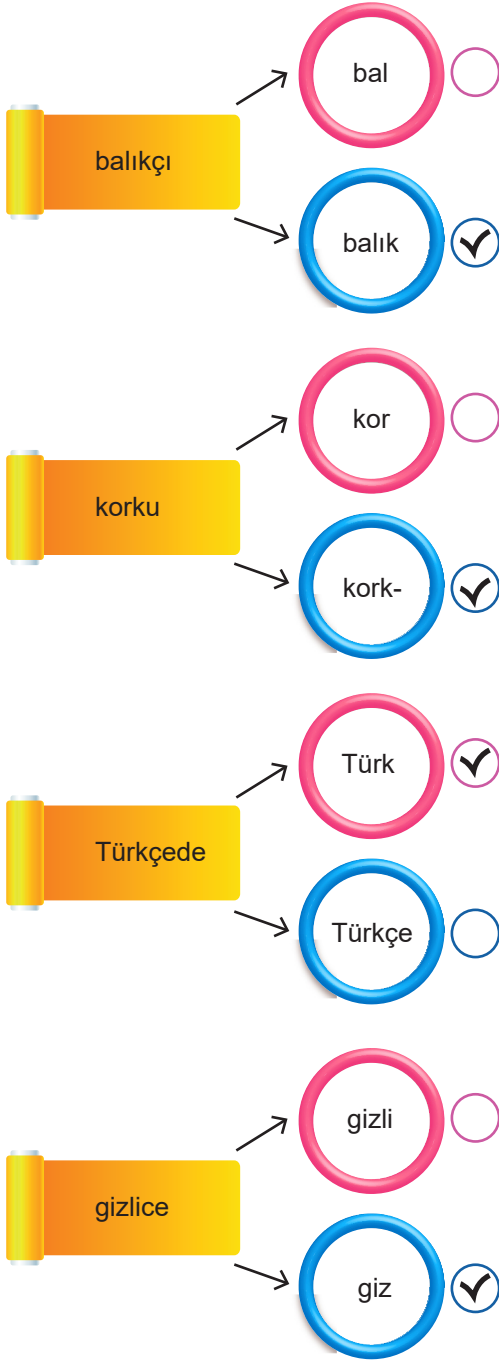 bal
balıkçı
balık
kor
korku
kork-
Türk
Türkçede
Türkçe
gizli
gizlice
giz